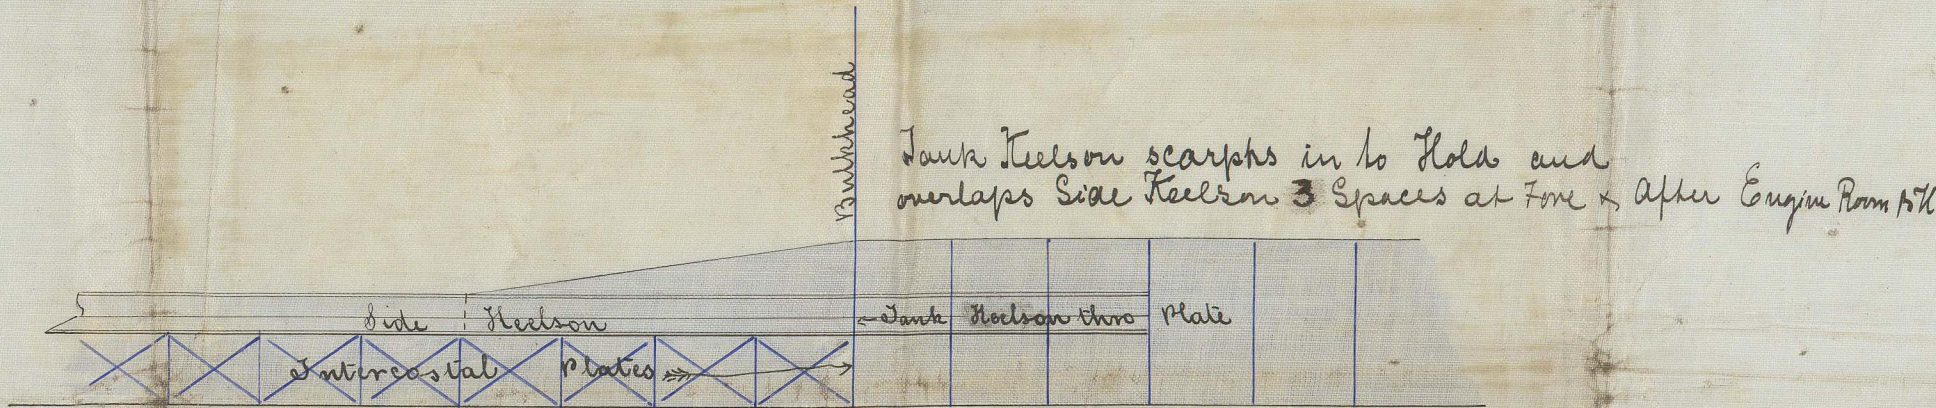 Bulkhead
Tank Keelson scarphs in to Hold and
overlaps Side Keelson 3 Spaces at Fore & After Engine Room BH
Side Keelson
Tank Keelson thro Plate
Intercostal Plates